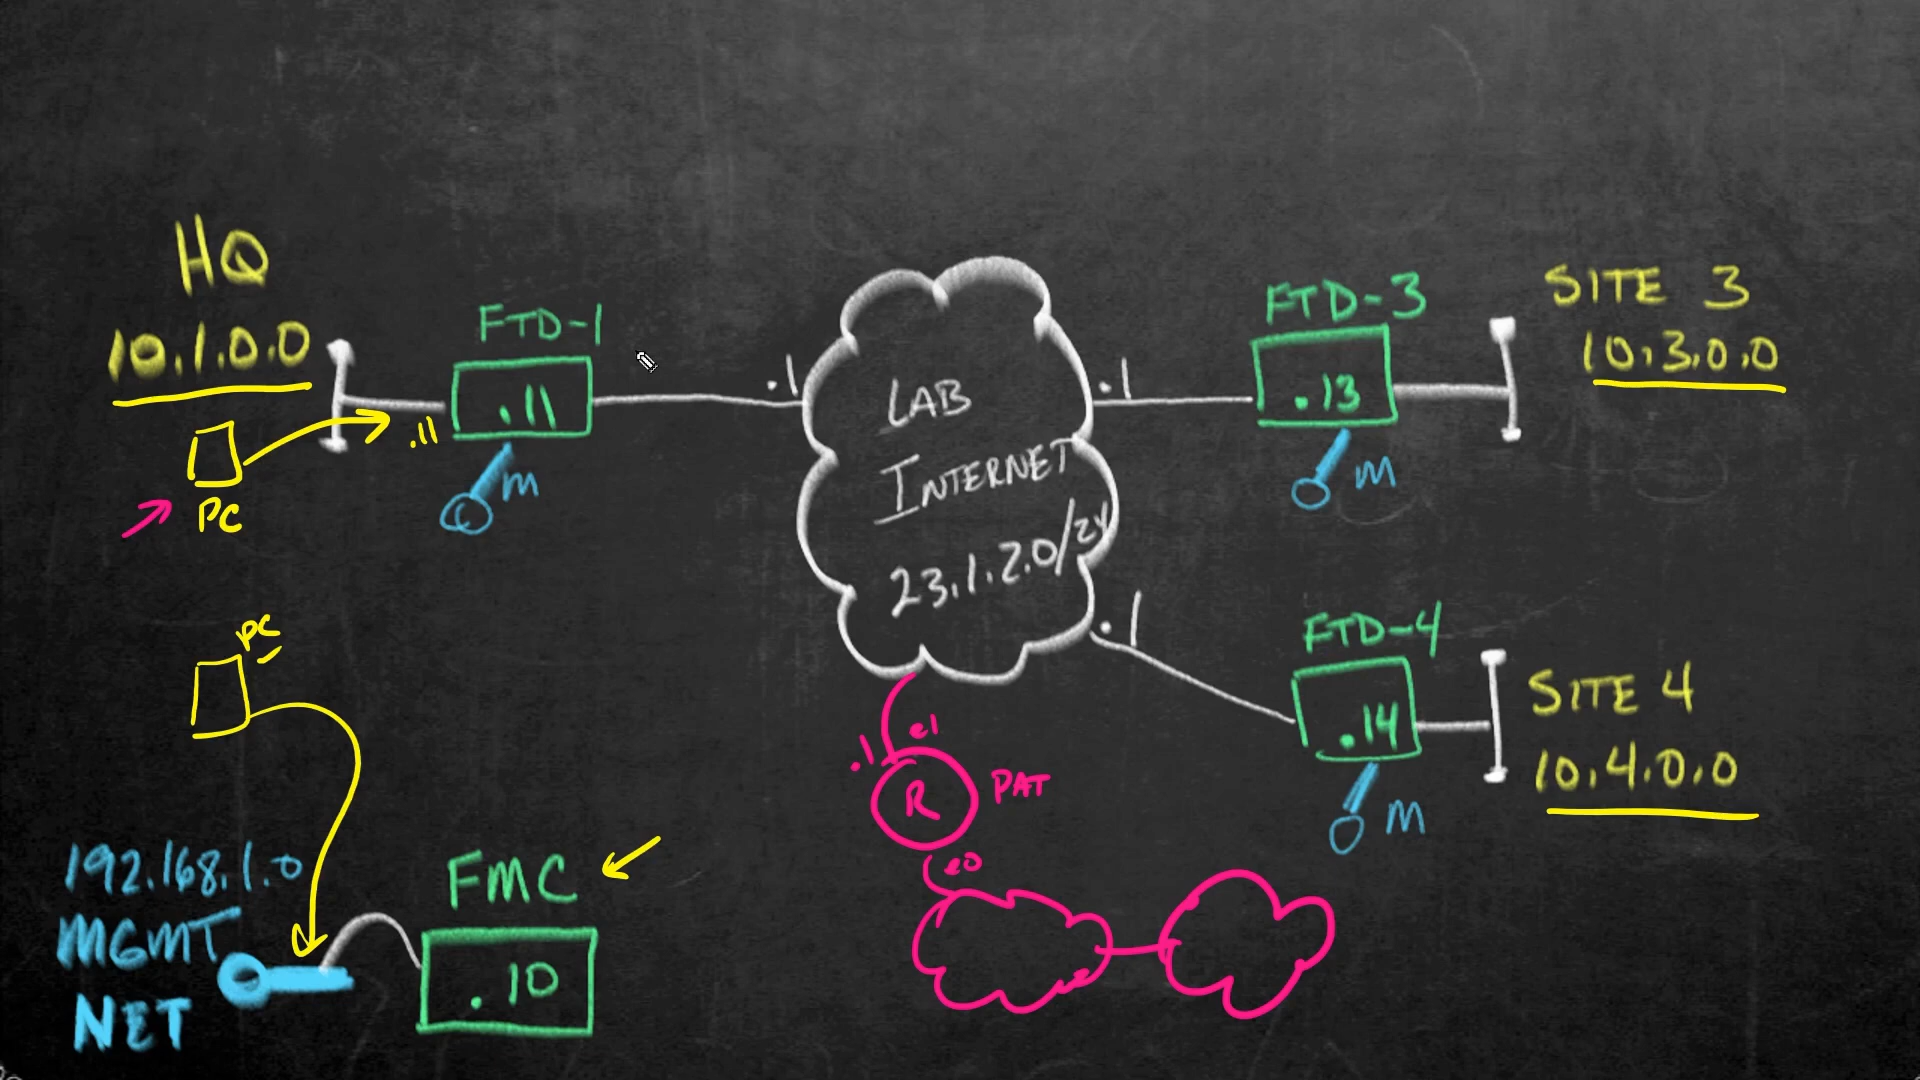 HQ
10.1.0.0
PC
FTD-1
.11
.11
m
.1
LAB
INTERNET
23.1.2.0/24
.1
FTD-3
.13
m
SITE 3
10.3.0.0
.1
FTD-4
.14
m
SITE 4
10.4.0.0
PC
192.168.1.0
MGMT
NET
FMC
.10
e1
.1
R
PAT
e0